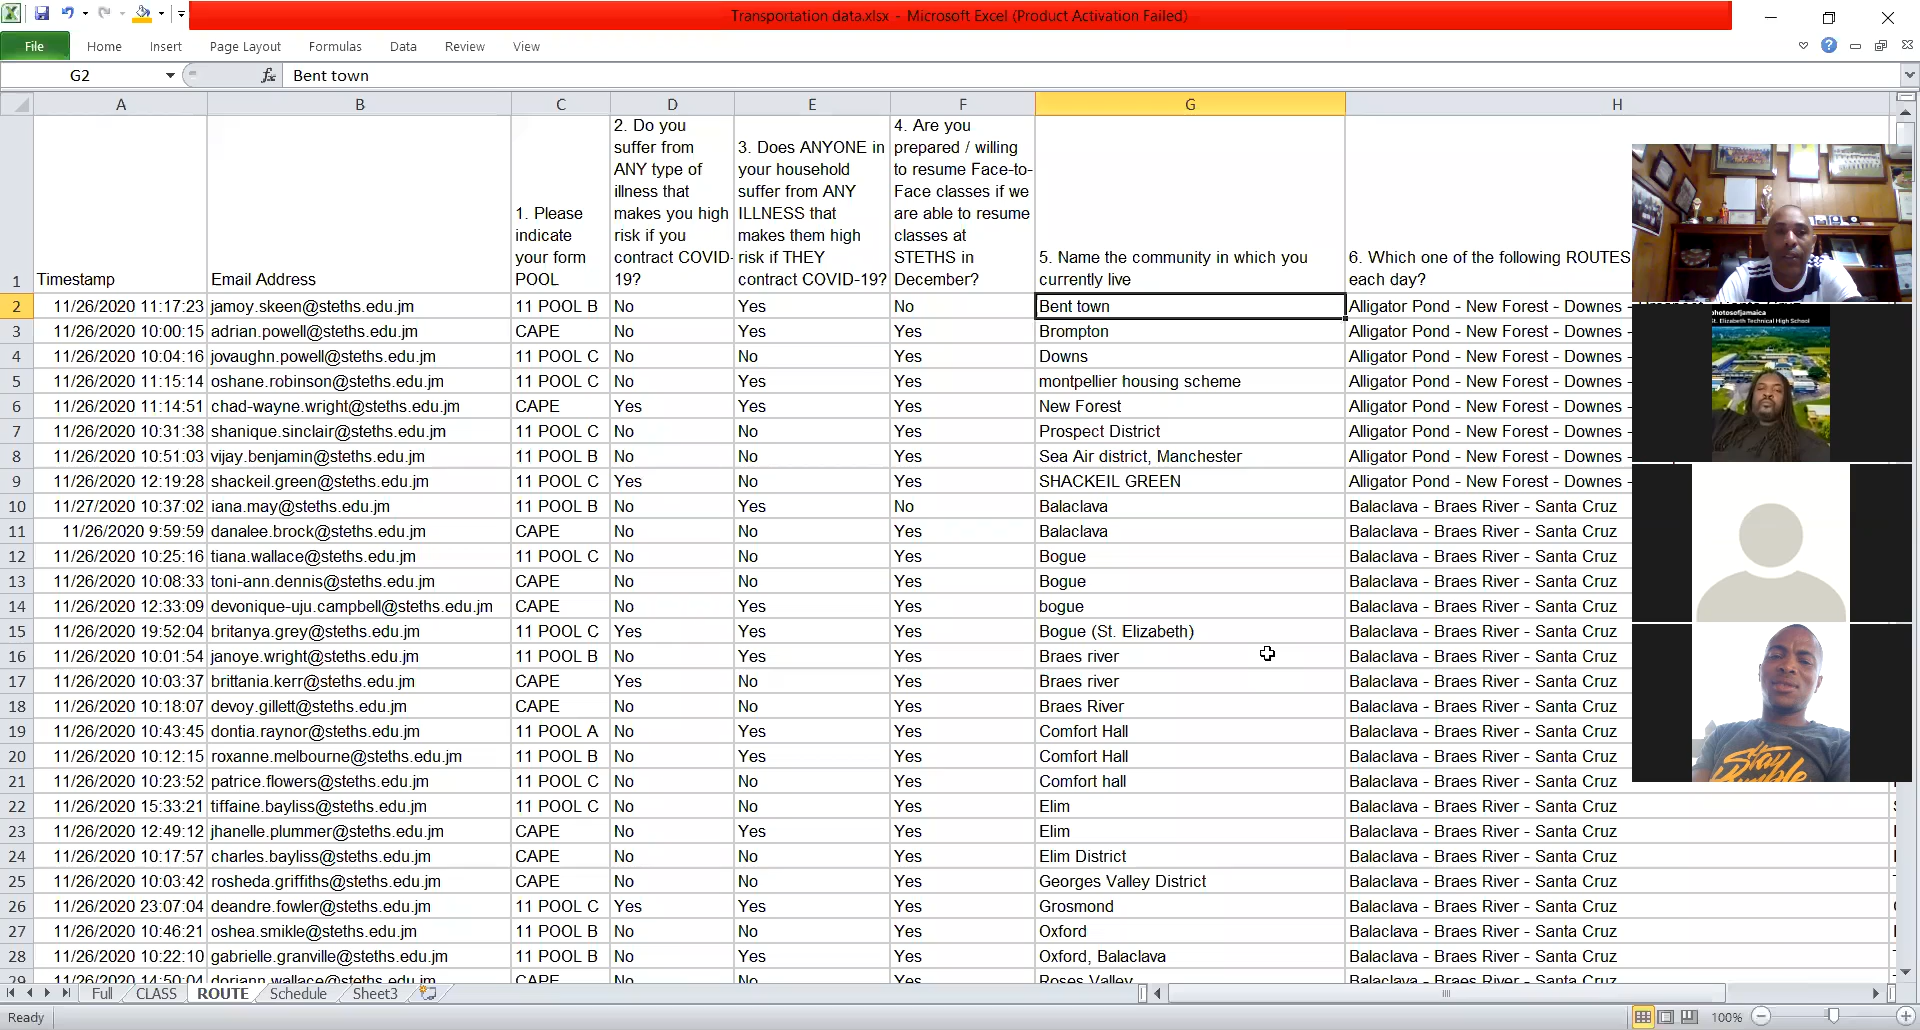 Transportation data.xlsx - Microsoft Excel (Product Activation Failed)
File Home Insert Page Layout Formulas Data Review View
G2 fx Bent town
A B C D E F G H
1 Timestamp Email Address 1. Please indicate your form POOL 2. Do you suffer from ANY type of illness that makes you high risk if you contract COVID-19? 3. Does ANYONE in your household suffer from ANY ILLNESS that makes them high risk if THEY contract COVID-19? 4. Are you prepared / willing to resume Face-to-Face classes if we are able to resume classes at STETHS in December? 5. Name the community in which you currently live 6. Which one of the following ROUTES each day?
2 11/26/2020 11:17:23 jamoy.skeen@steths.edu.jm 11 POOL B No Yes No Bent town Alligator Pond - New Forest - Downes -
3 11/26/2020 10:00:15 adrian.powell@steths.edu.jm CAPE No Yes Yes Brompton Alligator Pond - New Forest - Downes -
4 11/26/2020 10:04:16 jovaughn.powell@steths.edu.jm 11 POOL C No No Yes Downs Alligator Pond - New Forest - Downes -
5 11/26/2020 11:15:14 oshane.robinson@steths.edu.jm 11 POOL C No Yes Yes montpellier housing scheme Alligator Pond - New Forest - Downes -
6 11/26/2020 11:14:51 chad-wayne.wright@steths.edu.jm CAPE Yes Yes Yes New Forest Alligator Pond - New Forest - Downes -
7 11/26/2020 10:31:38 shanique.sinclair@steths.edu.jm 11 POOL C No No Yes Prospect District Alligator Pond - New Forest - Downes -
8 11/26/2020 10:51:03 vijay.benjamin@steths.edu.jm 11 POOL B No No Yes Sea Air district, Manchester Alligator Pond - New Forest - Downes -
9 11/26/2020 12:19:28 shackeil.green@steths.edu.jm 11 POOL C Yes No Yes SHACKEIL GREEN Alligator Pond - New Forest - Downes -
10 11/27/2020 10:37:02 iana.may@steths.edu.jm 11 POOL B No Yes No Balaclava Balaclava - Braes River - Santa Cruz
11 11/26/2020 9:59:59 danalee.brock@steths.edu.jm CAPE No No Yes Balaclava Balaclava - Braes River - Santa Cruz
12 11/26/2020 10:25:16 tiana.wallace@steths.edu.jm 11 POOL C No No Yes Bogue Balaclava - Braes River - Santa Cruz
13 11/26/2020 10:08:33 toni-ann.dennis@steths.edu.jm CAPE No No Yes Bogue Balaclava - Braes River - Santa Cruz
14 11/26/2020 12:33:09 devonique-uju.campbell@steths.edu.jm CAPE No Yes Yes bogue Balaclava - Braes River - Santa Cruz
15 11/26/2020 19:52:04 britanya.grey@steths.edu.jm 11 POOL C Yes Yes Yes Bogue (St. Elizabeth) Balaclava - Braes River - Santa Cruz
16 11/26/2020 10:01:54 janoye.wright@steths.edu.jm 11 POOL B No Yes Yes Braes river Balaclava - Braes River - Santa Cruz
17 11/26/2020 10:03:37 brittania.kerr@steths.edu.jm CAPE Yes No Yes Braes river Balaclava - Braes River - Santa Cruz
18 11/26/2020 10:18:07 devoy.gillett@steths.edu.jm CAPE No No Yes Braes River Balaclava - Braes River - Santa Cruz
19 11/26/2020 10:43:45 dontia.raynor@steths.edu.jm 11 POOL A No Yes Yes Comfort Hall Balaclava - Braes River - Santa Cruz
20 11/26/2020 10:12:15 roxanne.melbourne@steths.edu.jm 11 POOL B No Yes Yes Comfort Hall Balaclava - Braes River - Santa Cruz
21 11/26/2020 10:23:52 patrice.flowers@steths.edu.jm 11 POOL C No No Yes Comfort hall Balaclava - Braes River - Santa Cruz
22 11/26/2020 15:33:21 tiffaine.bayliss@steths.edu.jm 11 POOL C No No Yes Elim Balaclava - Braes River - Santa Cruz
23 11/26/2020 12:49:12 jhanelle.plummer@steths.edu.jm CAPE No Yes Yes Elim Balaclava - Braes River - Santa Cruz
24 11/26/2020 10:17:57 charles.bayliss@steths.edu.jm CAPE No No Yes Elim District Balaclava - Braes River - Santa Cruz
25 11/26/2020 10:03:42 rosheda.griffiths@steths.edu.jm CAPE No No Yes Georges Valley District Balaclava - Braes River - Santa Cruz
26 11/26/2020 23:07:04 deandre.fowler@steths.edu.jm 11 POOL C Yes Yes Yes Grosmond Balaclava - Braes River - Santa Cruz
27 11/26/2020 10:46:21 oshea.smikle@steths.edu.jm 11 POOL B No No Yes Oxford Balaclava - Braes River - Santa Cruz
28 11/26/2020 10:22:10 gabrielle.granville@steths.edu.jm 11 POOL B No Yes Yes Oxford, Balaclava Balaclava - Braes River - Santa Cruz
29 11/26/2020 14:50:04 doriann.wallace@steths.edu.jm CAPE No No Yes Roses Valley Balaclava - Braes River - Santa Cruz
photosofjamaica
St. Elizabeth Technical High School
Stay
Humble
Full CLASS ROUTE Schedule Sheet3
Ready 100%